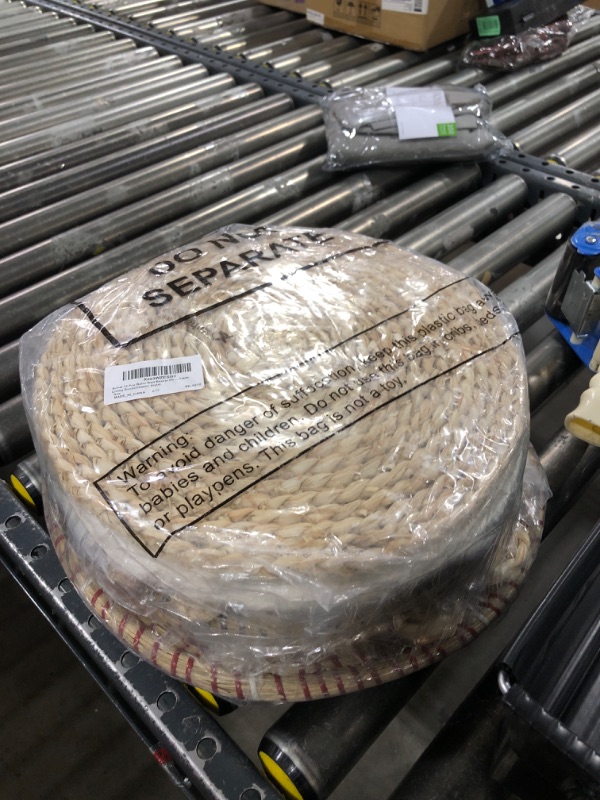 DO NOT
SEPARATE
Warning:
To avoid danger of suffocation, keep this plastic bag away
babies and children. Do not use this bag in cribs, beds
or playpens. This bag is not a toy.